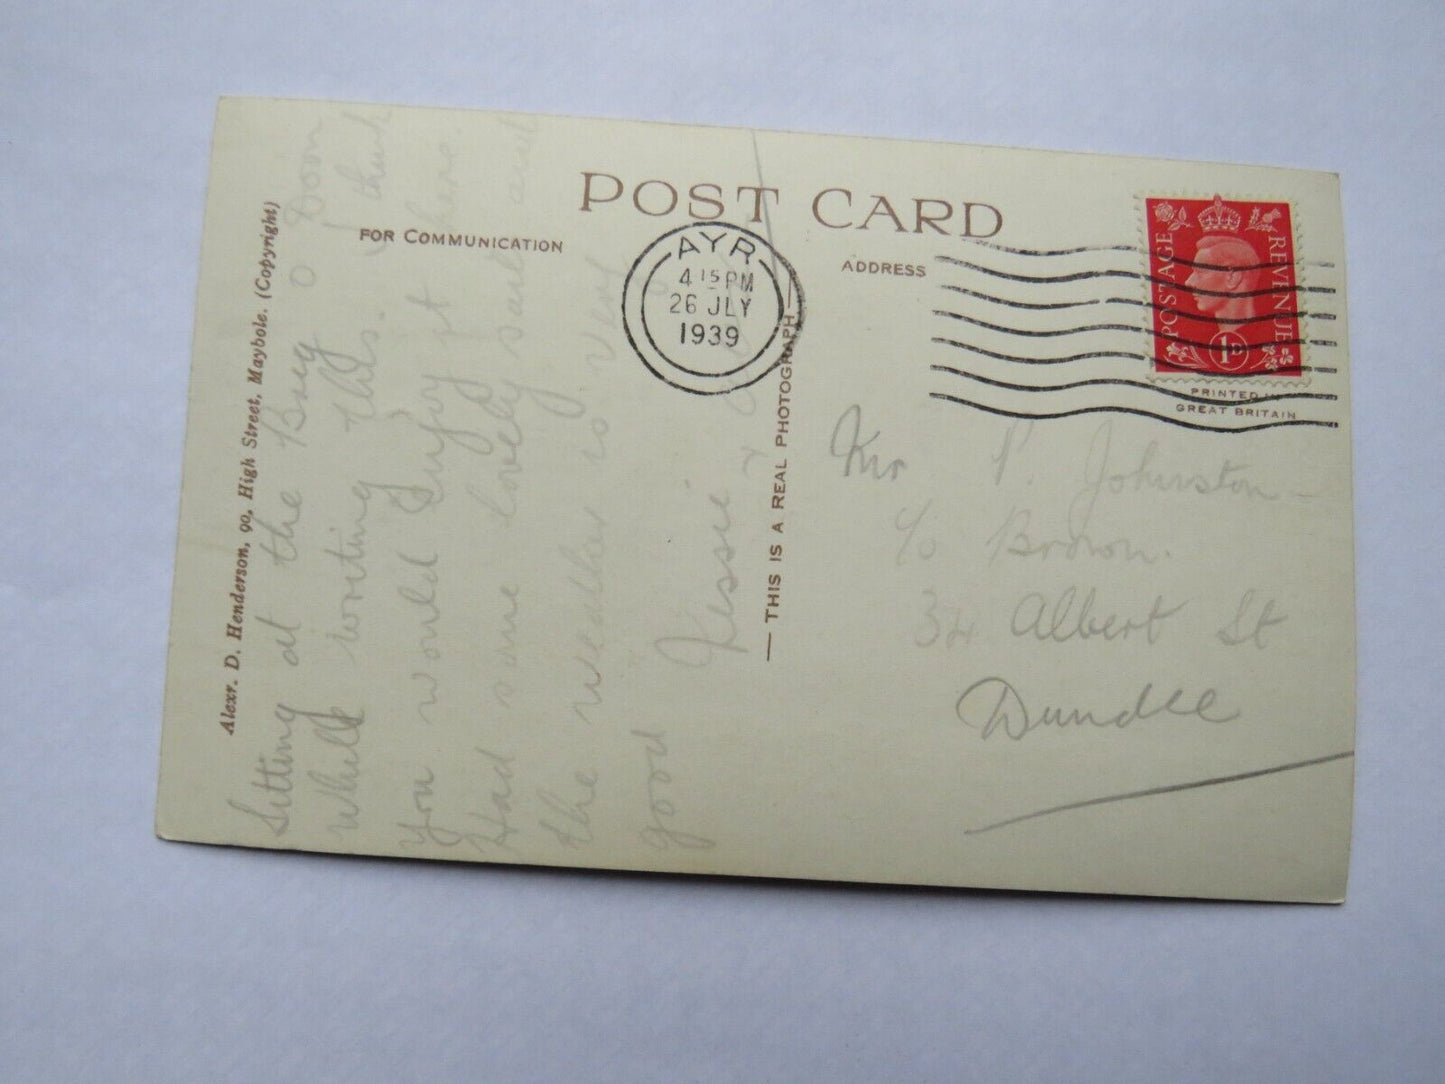 POST CARD
FOR COMMUNICATION
ADDRESS
Alexr. D. Henderson, 90, High Street, Maybole. (Copyright)
— THIS IS A REAL PHOTOGRAPH —
AYR
4 15 PM
26 JLY
1939
POSTAGE REVENUE
1D
PRINTED IN
GREAT BRITAIN
Sitting at the Brig O Doon
while writing this. I think
you would enjoy it here.
Had some lovely sails and
the weather is very
good
Jessie &
Mr P. Johnston
c/o Brown.
34 Albert St
Dundee